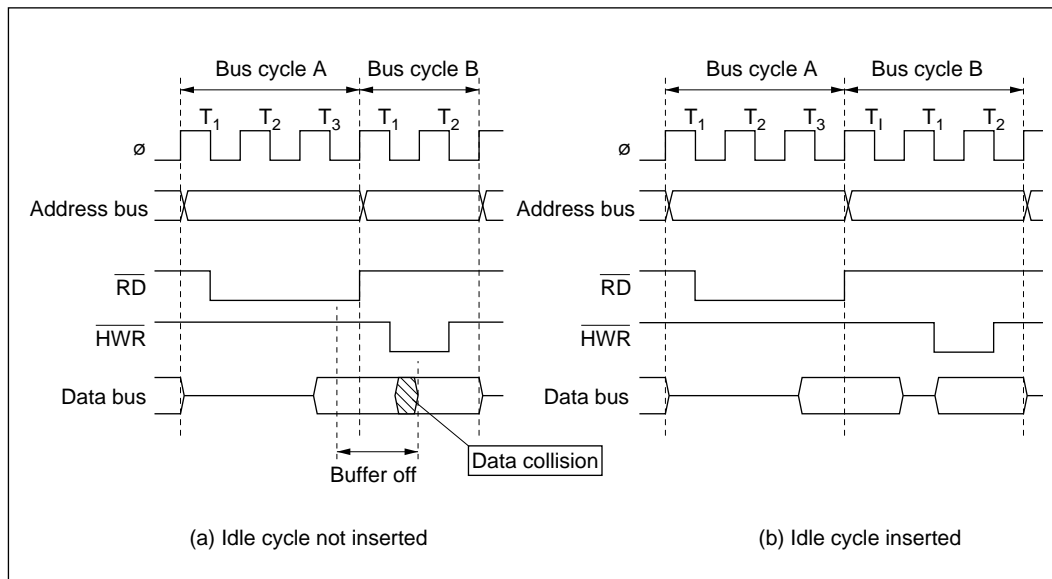 Bus cycle A Bus cycle B
T1 T2 T3 T1 T2
ø
Address bus
RD
HWR
Data bus
Data collision
Buffer off
(a) Idle cycle not inserted
Bus cycle A Bus cycle B
T1 T2 T3 TI T1 T2
ø
Address bus
RD
HWR
Data bus
(b) Idle cycle inserted